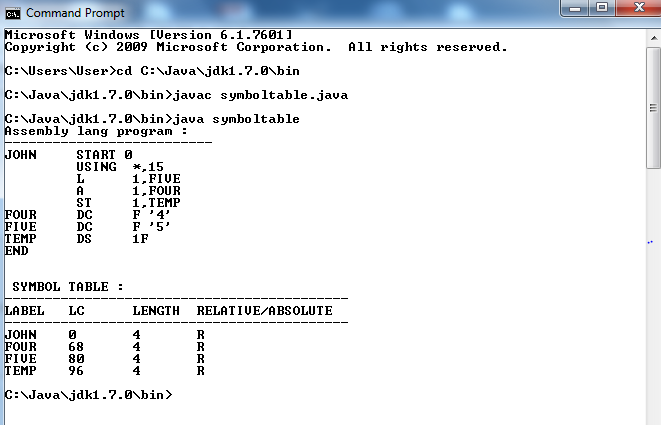 Command Prompt
Microsoft Windows [Version 6.1.7601]
Copyright (c) 2009 Microsoft Corporation.  All rights reserved.
C:\Users\User>cd C:\Java\jdk1.7.0\bin
C:\Java\jdk1.7.0\bin>javac symboltable.java
C:\Java\jdk1.7.0\bin>java symboltable
Assembly lang program :
---------------------------
JOHN     START 0
         USING  *,15
         L      1,FIVE
         A      1,FOUR
         ST     1,TEMP
FOUR     DC     F '4'
FIVE     DC     F '5'
TEMP     DS     1F
END
 SYMBOL TABLE :
--------------------------------------------
LABEL   LC      LENGTH  RELATIVE/ABSOLUTE
--------------------------------------------
JOHN    0       4       R
FOUR    68      4       R
FIVE    80      4       R
TEMP    96      4       R
C:\Java\jdk1.7.0\bin>